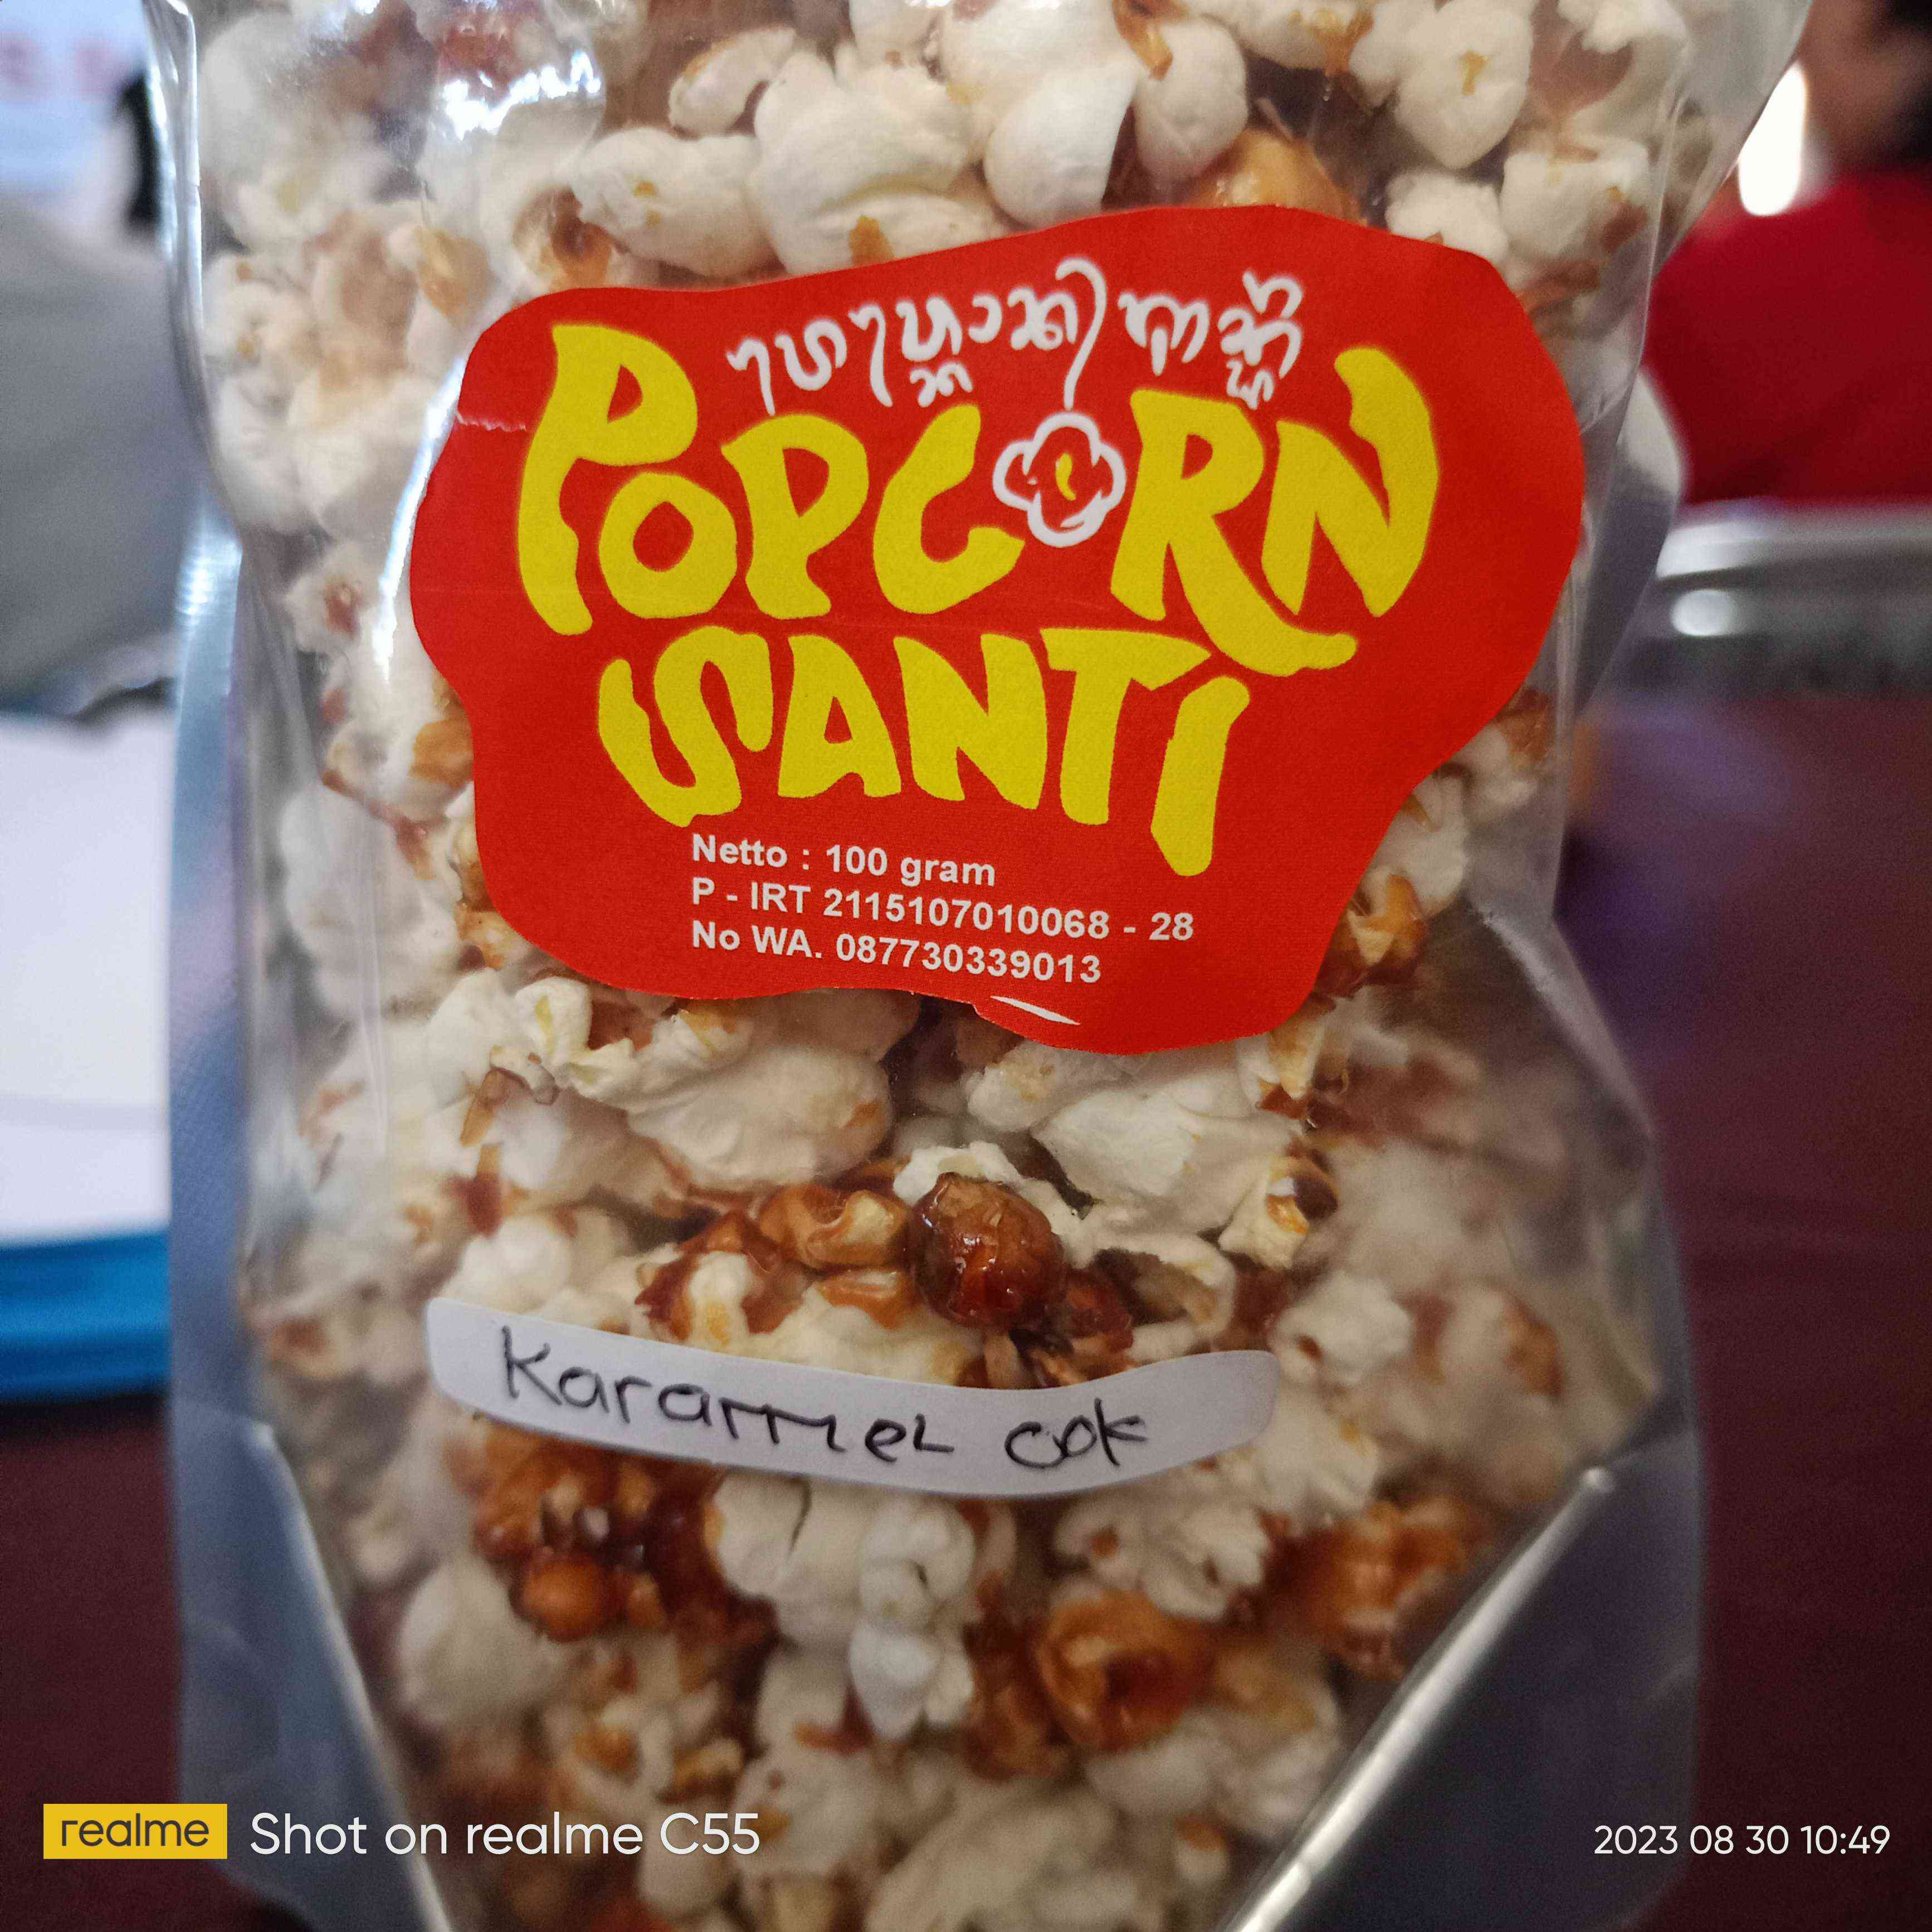 POPCORN
SANTI
Netto : 100 gram
P - IRT 2115107010068 - 28
No WA. 087730339013
Karamel cok
realme Shot on realme C55
2023 08 30 10:49